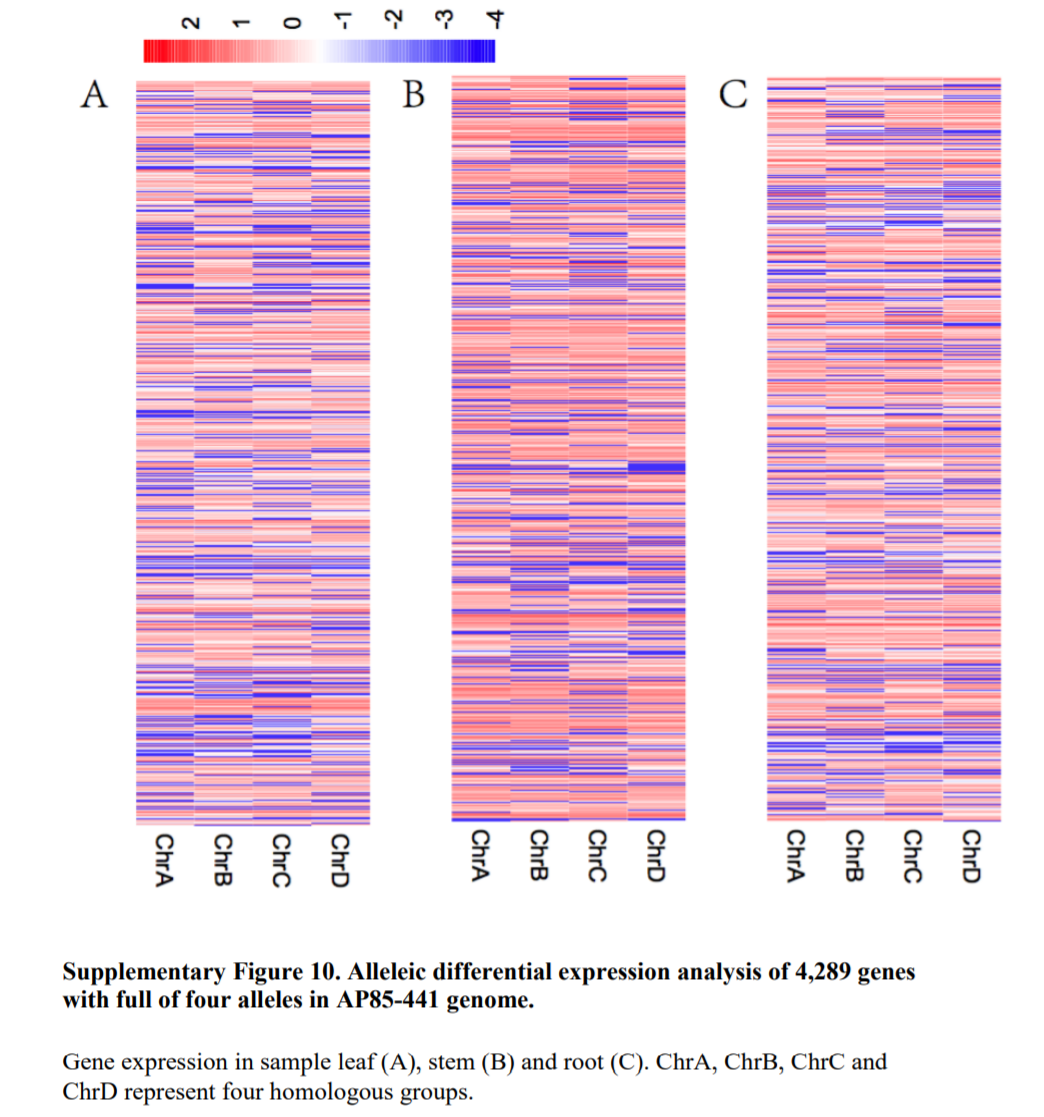 2 1 0 -1 -2 -3 -4
A B C
ChrA ChrB ChrC ChrD ChrA ChrB ChrC ChrD ChrA ChrB ChrC ChrD
Supplementary Figure 10. Alleleic differential expression analysis of 4,289 genes
with full of four alleles in AP85-441 genome.
Gene expression in sample leaf (A), stem (B) and root (C). ChrA, ChrB, ChrC and
ChrD represent four homologous groups.